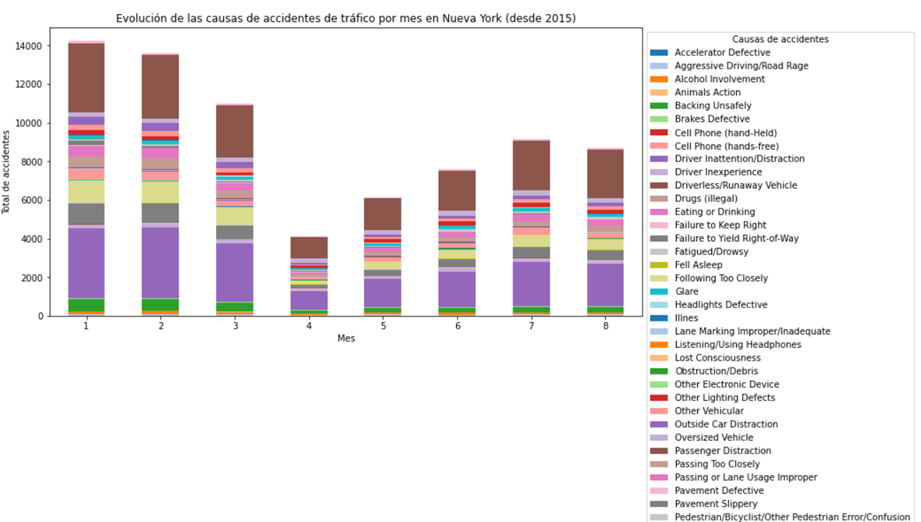 Evolución de las causas de accidentes de tráfico por mes en Nueva York (desde 2015)
Total de accidentes
14000
12000
10000
8000
6000
4000
2000
0
1 2 3 4 5 6 7 8
Mes
Causas de accidentes
Accelerator Defective
Aggressive Driving/Road Rage
Alcohol Involvement
Animals Action
Backing Unsafely
Brakes Defective
Cell Phone (hand-Held)
Cell Phone (hands-free)
Driver Inattention/Distraction
Driver Inexperience
Driverless/Runaway Vehicle
Drugs (illegal)
Eating or Drinking
Failure to Keep Right
Failure to Yield Right-of-Way
Fatigued/Drowsy
Fell Asleep
Following Too Closely
Glare
Headlights Defective
Illnes
Lane Marking Improper/Inadequate
Listening/Using Headphones
Lost Consciousness
Obstruction/Debris
Other Electronic Device
Other Lighting Defects
Other Vehicular
Outside Car Distraction
Oversized Vehicle
Passenger Distraction
Passing Too Closely
Passing or Lane Usage Improper
Pavement Defective
Pavement Slippery
Pedestrian/Bicyclist/Other Pedestrian Error/Confusion